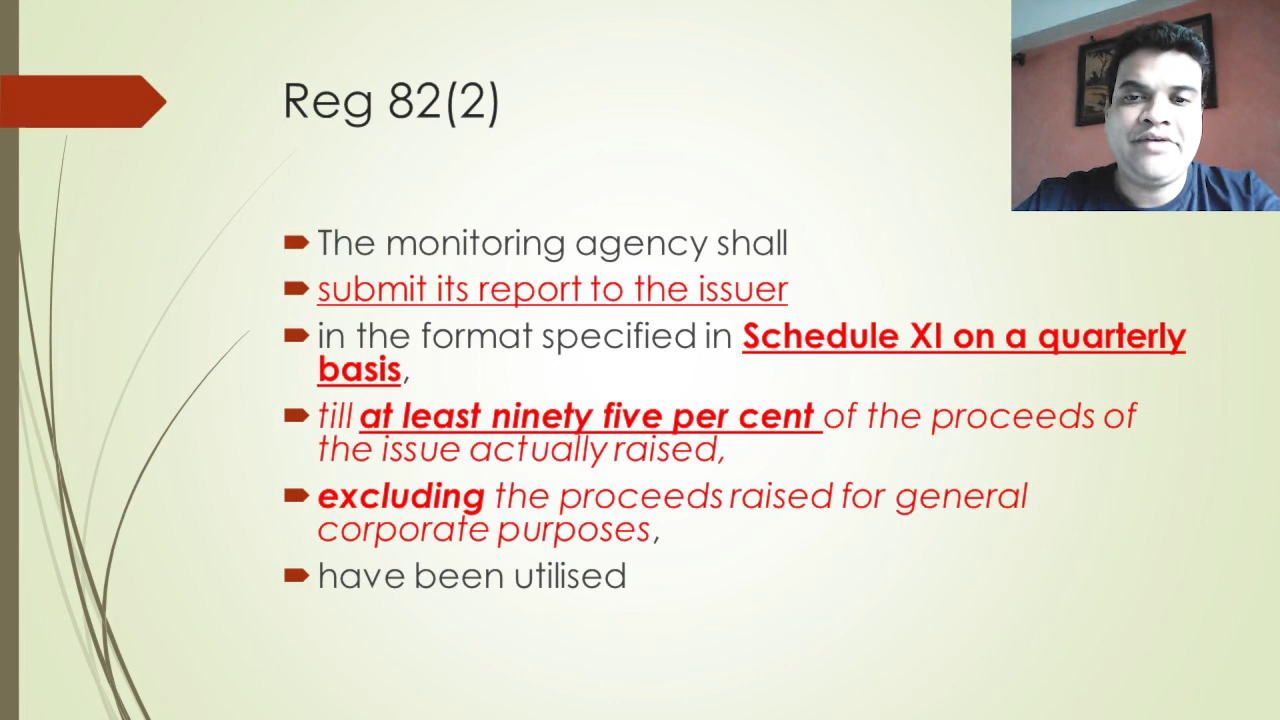 Reg 82(2)
The monitoring agency shall
submit its report to the issuer
in the format specified in Schedule XI on a quarterly
basis,
till at least ninety five per cent of the proceeds of
the issue actually raised,
excluding the proceeds raised for general
corporate purposes,
have been utilised